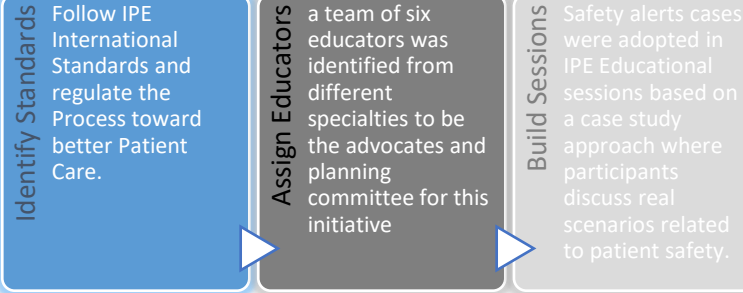 Identify Standards
Follow IPE
International
Standards and
regulate the
Process toward
better Patient
Care.
Assign Educators
a team of six
educators was
identified from
different
specialties to be
the advocates and
planning
committee for this
initiative
Build Sessions
Safety alerts cases
were adopted in
IPE Educational
sessions based on
a case study
approach where
participants
discuss real
scenarios related
to patient safety.